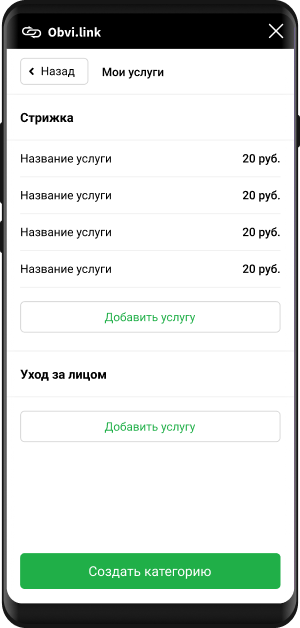 Obvi.link
Назад Мои услуги
Стрижка
Название услуги 20 руб.
Название услуги 20 руб.
Название услуги 20 руб.
Название услуги 20 руб.
Добавить услугу
Уход за лицом
Добавить услугу
Создать категорию